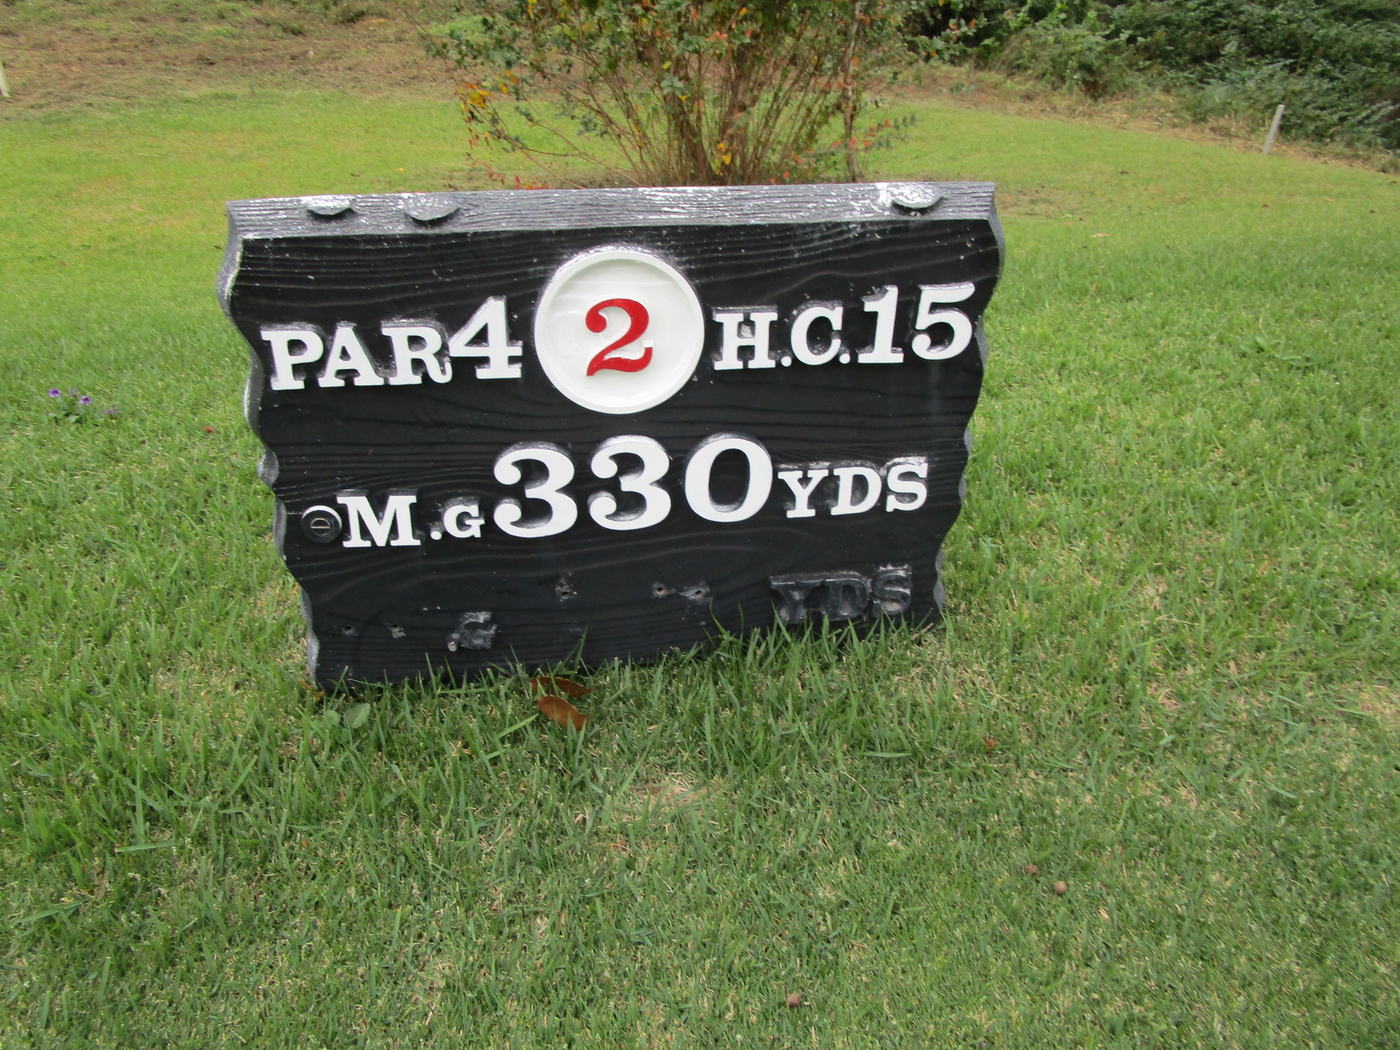 PAR4 2 H.C.15
M.G 330YDS
.G YDS